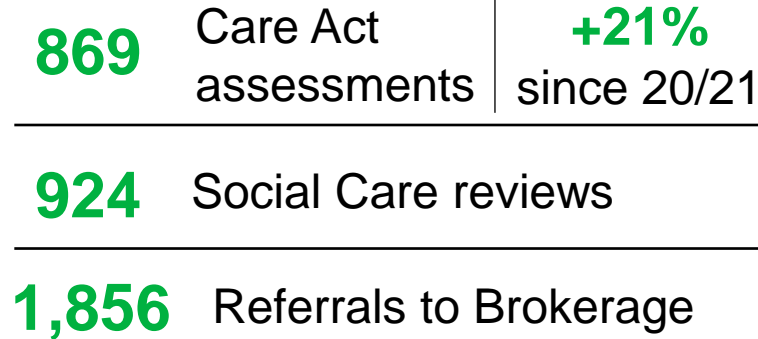 869 Care Act assessments +21% since 20/21
924 Social Care reviews
1,856 Referrals to Brokerage